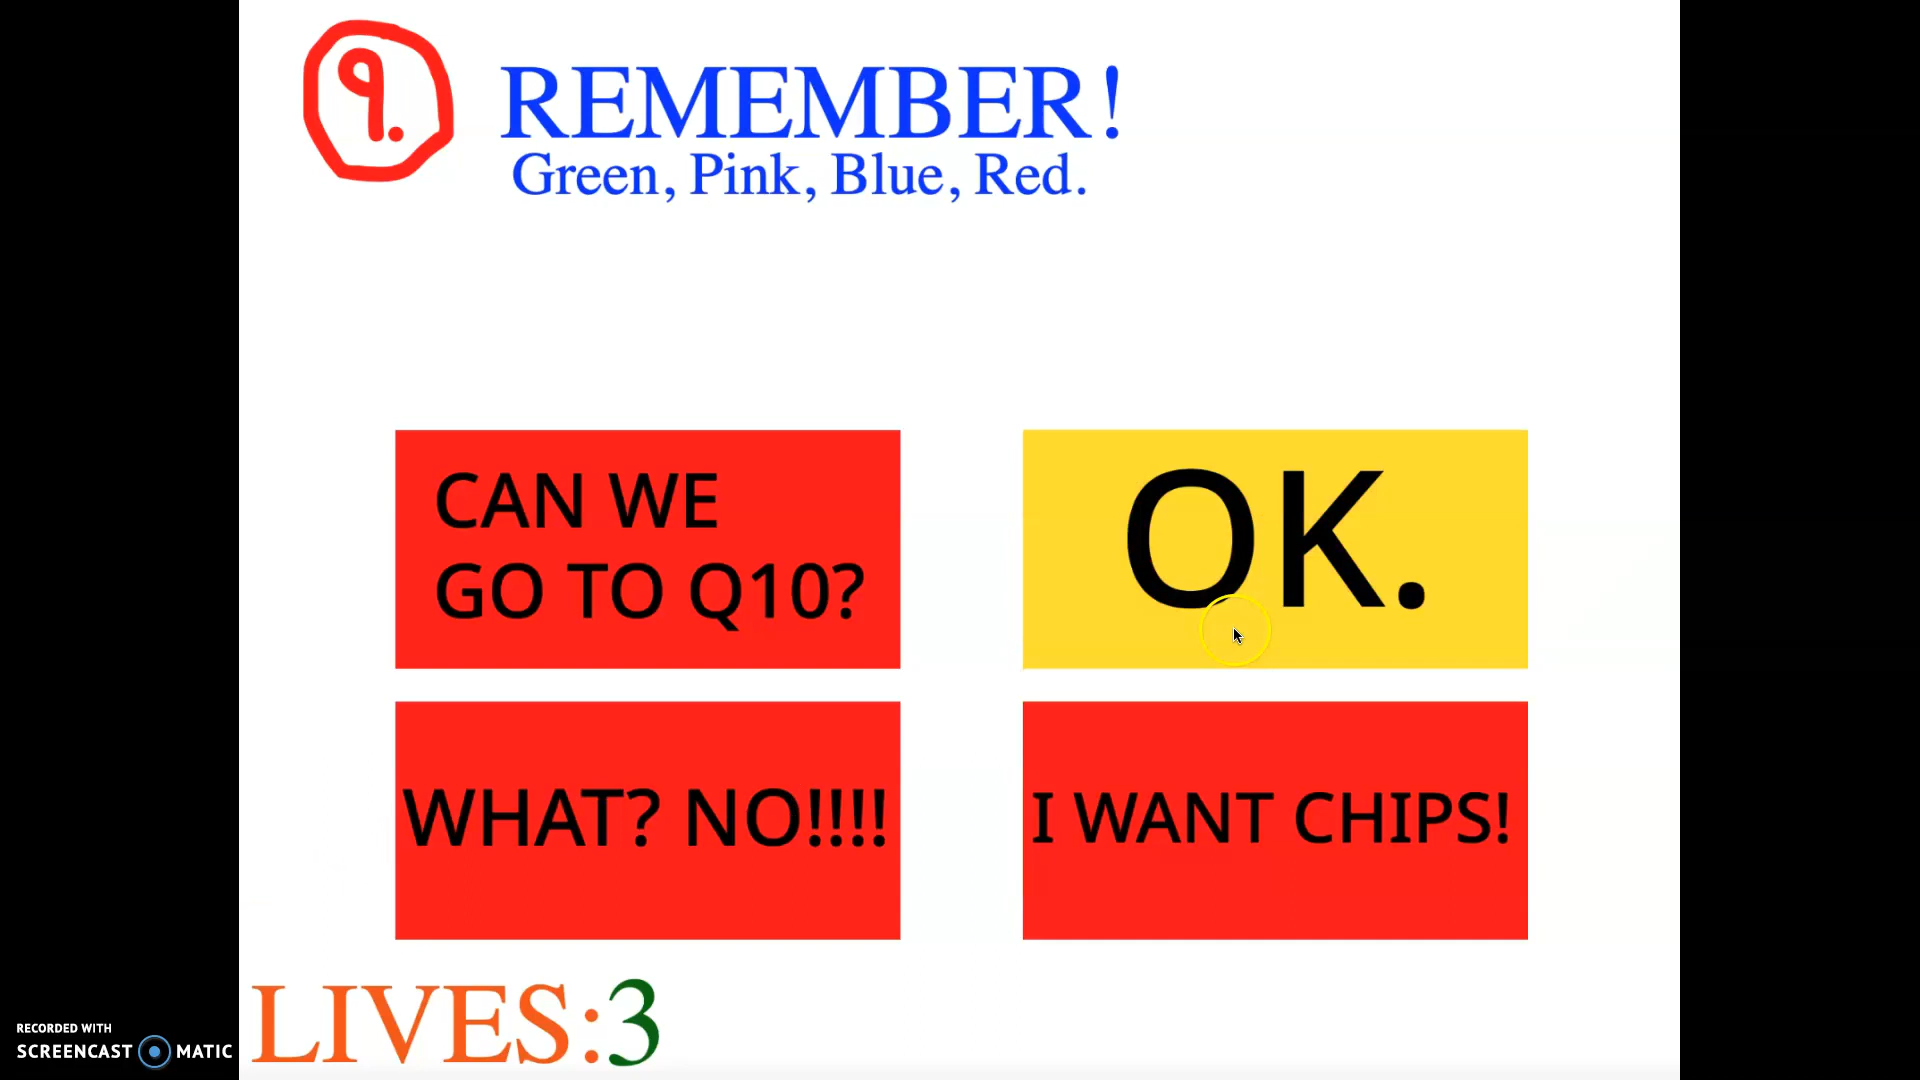 9.
REMEMBER!
Green, Pink, Blue, Red.
CAN WE
GO TO Q10?
OK.
WHAT? NO!!!!
I WANT CHIPS!
LIVES:3
RECORDED WITH
SCREENCAST MATIC